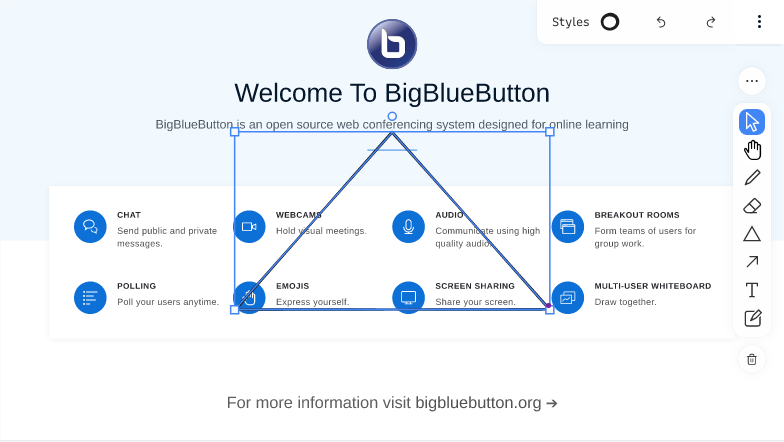 Styles
Welcome To BigBlueButton
BigBlueButton is an open source web conferencing system designed for online learning
CHAT
Send public and private
messages.
WEBCAMS
Hold visual meetings.
AUDIO
Communicate using high
quality audio.
BREAKOUT ROOMS
Form teams of users for
group work.
POLLING
Poll your users anytime.
EMOJIS
Express yourself.
SCREEN SHARING
Share your screen.
MULTI-USER WHITEBOARD
Draw together.
For more information visit bigbluebutton.org →